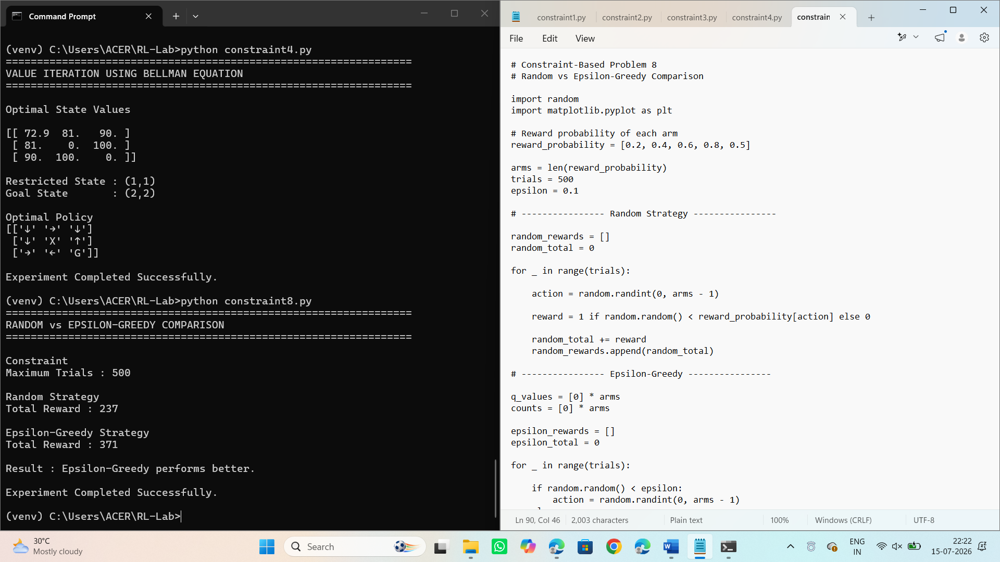 Command Prompt
(venv) C:\Users\ACER\RL-Lab>python constraint4.py
=================================================================
VALUE ITERATION USING BELLMAN EQUATION
=================================================================
Optimal State Values
[[ 72.9  81.   90. ]
 [ 81.    0.  100. ]
 [ 90.  100.    0. ]]
Restricted State : (1,1)
Goal State       : (2,2)
Optimal Policy
[['↓' '→' '↓']
 ['↓' 'X' '↑']
 ['→' '←' 'G']]
Experiment Completed Successfully.
(venv) C:\Users\ACER\RL-Lab>python constraint8.py
=================================================================
RANDOM vs EPSILON-GREEDY COMPARISON
=================================================================
Constraint
Maximum Trials : 500
Random Strategy
Total Reward : 237
Epsilon-Greedy Strategy
Total Reward : 371
Result : Epsilon-Greedy performs better.
Experiment Completed Successfully.
(venv) C:\Users\ACER\RL-Lab>
constraint1.py constraint2.py constraint3.py constraint4.py constrain
File Edit View
# Constraint-Based Problem 8
# Random vs Epsilon-Greedy Comparison
import random
import matplotlib.pyplot as plt
# Reward probability of each arm
reward_probability = [0.2, 0.4, 0.6, 0.8, 0.5]
arms = len(reward_probability)
trials = 500
epsilon = 0.1
# ---------------- Random Strategy ----------------
random_rewards = []
random_total = 0
for _ in range(trials):
    action = random.randint(0, arms - 1)
    reward = 1 if random.random() < reward_probability[action] else 0
    random_total += reward
    random_rewards.append(random_total)
# ---------------- Epsilon-Greedy ----------------
q_values = [0] * arms
counts = [0] * arms
epsilon_rewards = []
epsilon_total = 0
for _ in range(trials):
    if random.random() < epsilon:
        action = random.randint(0, arms - 1)
Ln 90, Col 46 2,003 characters Plain text 100% Windows (CRLF) UTF-8
30°C
Mostly cloudy
Search
ENG
IN
22:22
15-07-2026